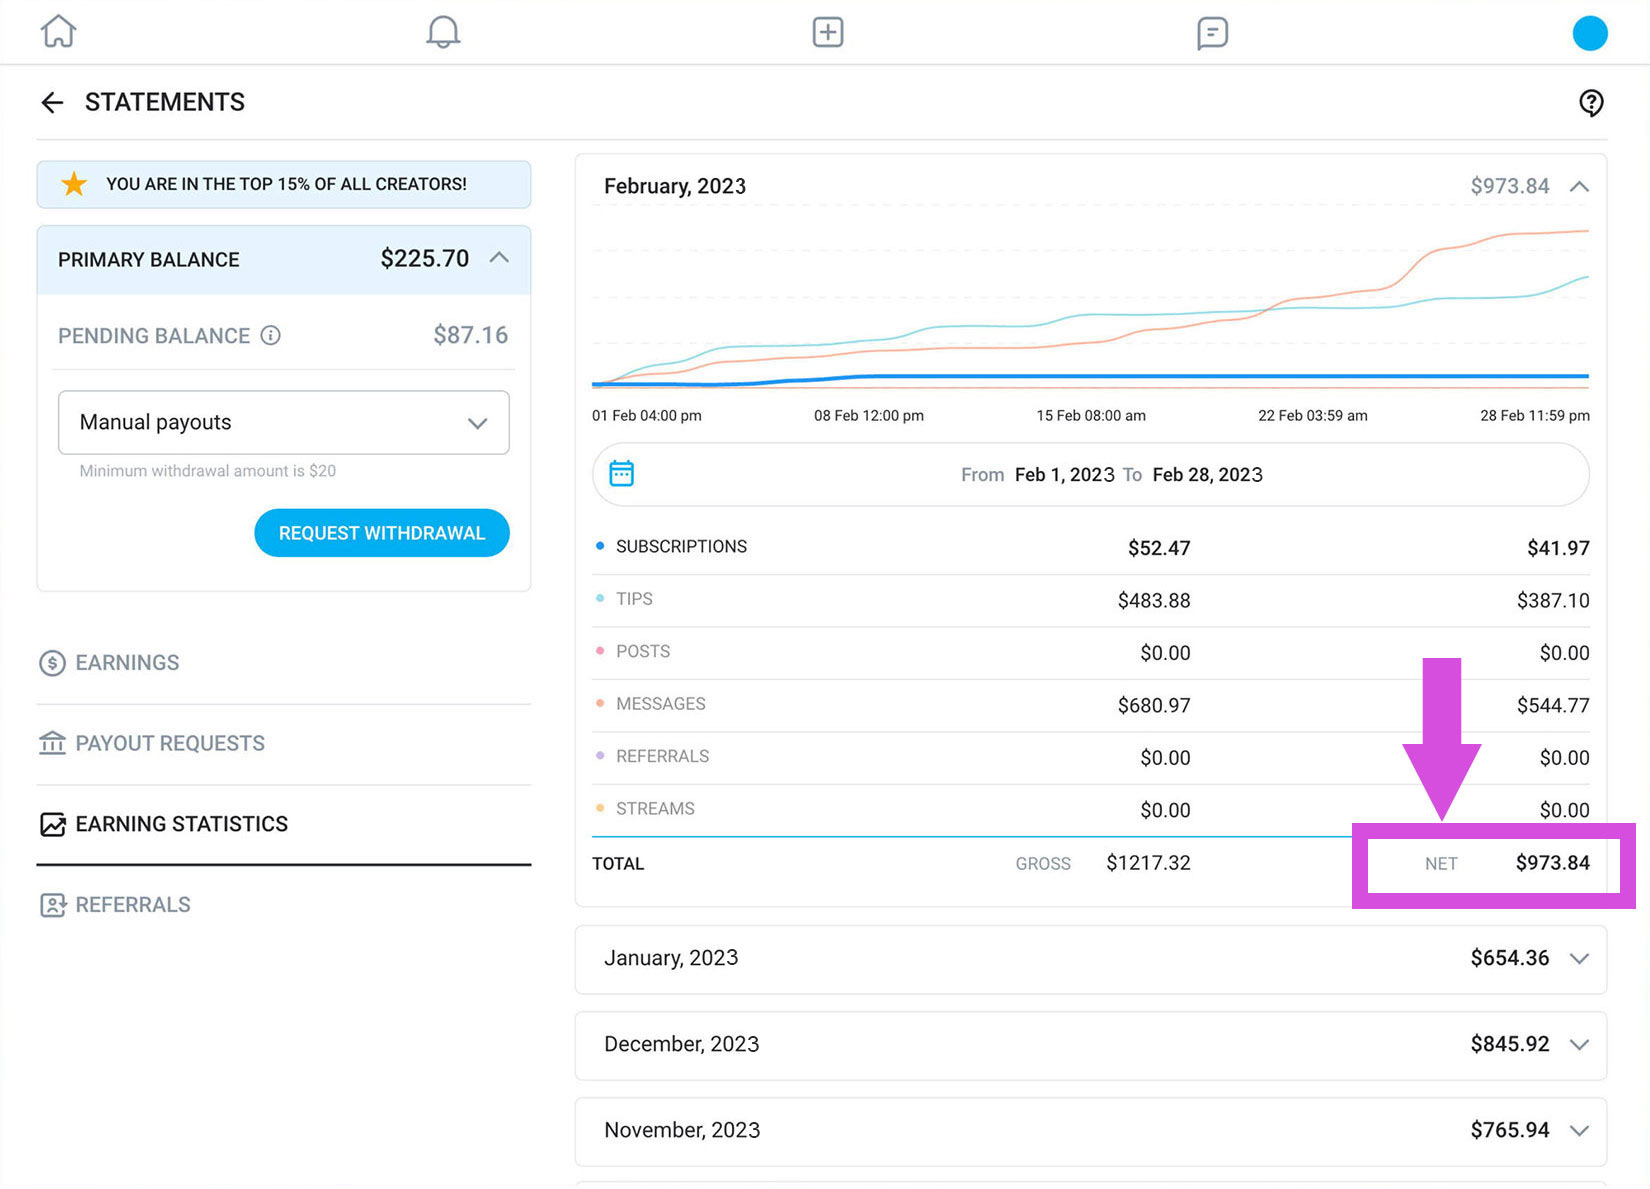 STATEMENTS
YOU ARE IN THE TOP 15% OF ALL CREATORS!
PRIMARY BALANCE $225.70
PENDING BALANCE $87.16
Manual payouts
Minimum withdrawal amount is $20
REQUEST WITHDRAWAL
EARNINGS
PAYOUT REQUESTS
EARNING STATISTICS
REFERRALS
February, 2023 $973.84
01 Feb 04:00 pm 08 Feb 12:00 pm 15 Feb 08:00 am 22 Feb 03:59 am 28 Feb 11:59 pm
From Feb 1, 2023 To Feb 28, 2023
SUBSCRIPTIONS $52.47 $41.97
TIPS $483.88 $387.10
POSTS $0.00 $0.00
MESSAGES $680.97 $544.77
REFERRALS $0.00 $0.00
STREAMS $0.00 $0.00
TOTAL GROSS $1217.32 NET $973.84
January, 2023 $654.36
December, 2023 $845.92
November, 2023 $765.94